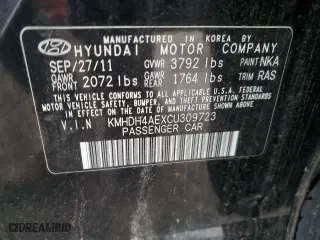 MANUFACTURED IN KOREA BY
HYUNDAI MOTOR COMPANY
SEP/27/11 GVWR 3792 lbs PAINT NKA
GAWR FRONT 2072 lbs GAWR REAR 1764 lbs TRIM RAS
THIS VEHICLE CONFORMS TO ALL APPLICABLE FEDERAL MOTOR
VEHICLE SAFETY, BUMPER, AND THEFT PREVENTION STANDARDS
IN EFFECT ON THE DATE OF MANUFACTURE SHOWN ABOVE.
V.I.N KMHDH4AEXCU309723
PASSENGER CAR